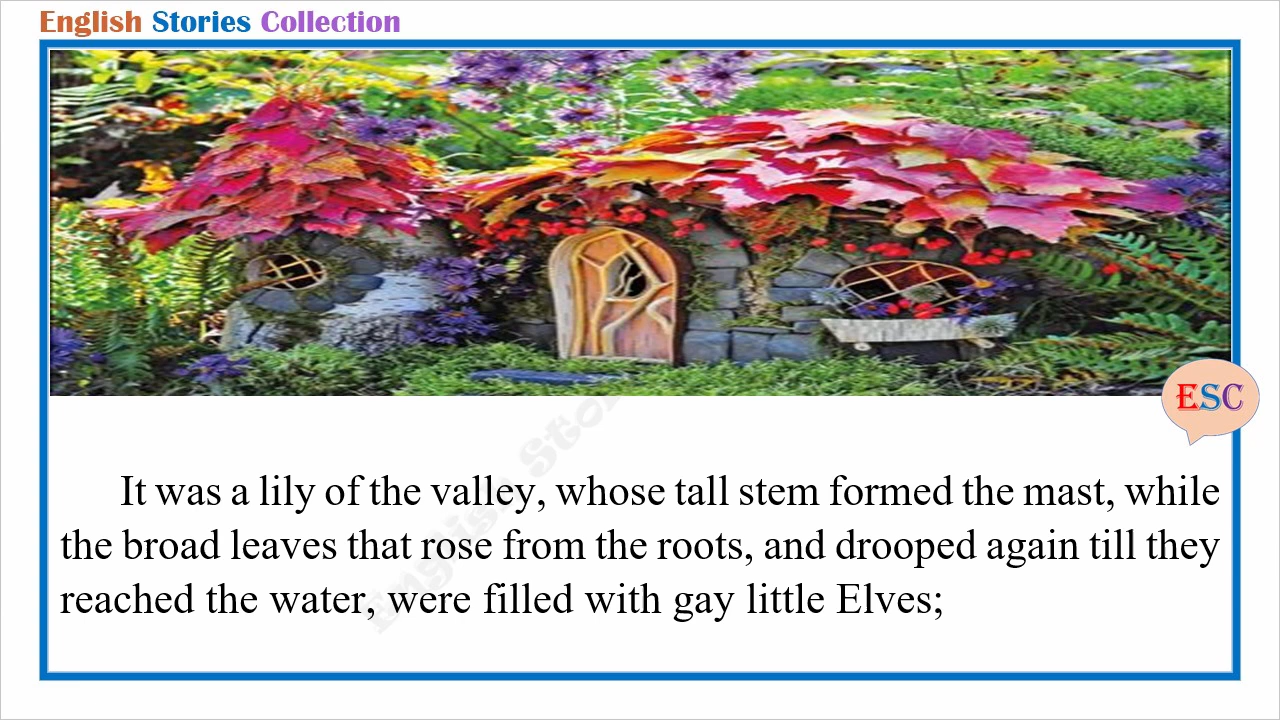 English Stories Collection
ESC
It was a lily of the valley, whose tall stem formed the mast, while
the broad leaves that rose from the roots, and drooped again till they
reached the water, were filled with gay little Elves;
English Stor